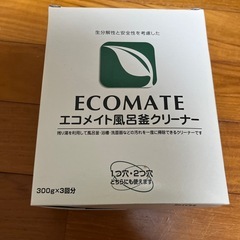 生分解性と安全性を考慮した
ECOMATE
エコメイト風呂釜クリーナー
残り湯を利用して風呂釜・浴槽・洗面器などの汚れを一度に掃除できるクリーナーです
1つ穴・2つ穴
どちらにも使えます
300g×3回分